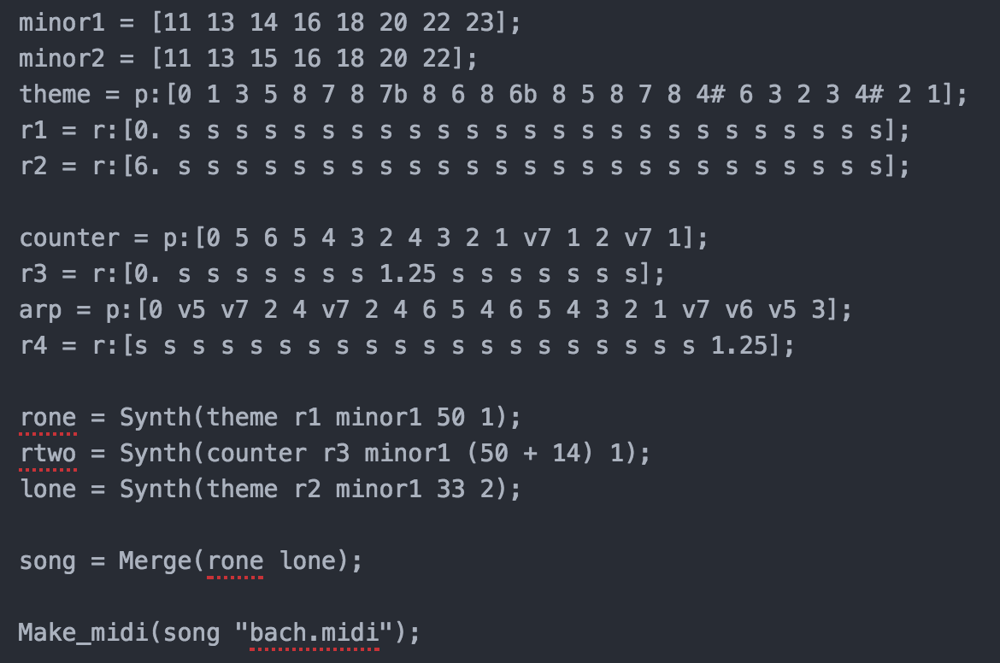 minor1 = [11 13 14 16 18 20 22 23];
minor2 = [11 13 15 16 18 20 22];
theme = p:[0 1 3 5 8 7 8 7b 8 6 8 6b 8 5 8 7 8 4# 6 3 2 3 4# 2 1];
r1 = r:[0. s s s s s s s s s s s s s s s s s s s s s s s s s];
r2 = r:[6. s s s s s s s s s s s s s s s s s s s s s s s s s];
counter = p:[0 5 6 5 4 3 2 4 3 2 1 v7 1 2 v7 1];
r3 = r:[0. s s s s s s s 1.25 s s s s s s s];
arp = p:[0 v5 v7 2 4 v7 2 4 6 5 4 6 5 4 3 2 1 v7 v6 v5 3];
r4 = r:[s s s s s s s s s s s s s s s s s s s s 1.25];
rone = Synth(theme r1 minor1 50 1);
rtwo = Synth(counter r3 minor1 (50 + 14) 1);
lone = Synth(theme r2 minor1 33 2);
song = Merge(rone lone);
Make_midi(song "bach.midi");